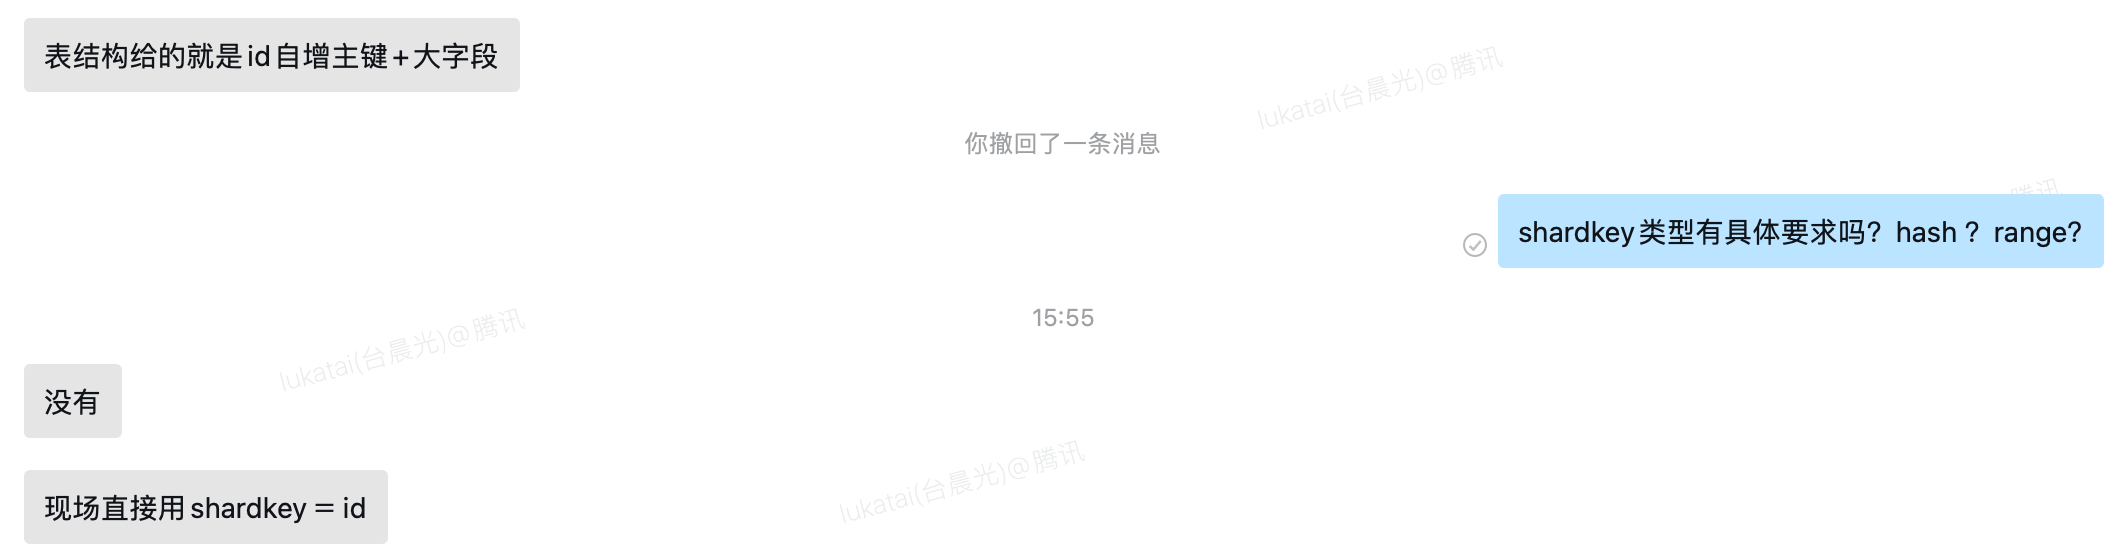 表结构给的就是id自增主键+大字段
lukatai(台晨光)@腾讯
你撤回了一条消息
腾讯
shardkey类型有具体要求吗？hash？range?
15:55
lukatai(台晨光)@腾讯
没有
lukatai(台晨光)@腾讯
现场直接用shardkey＝id